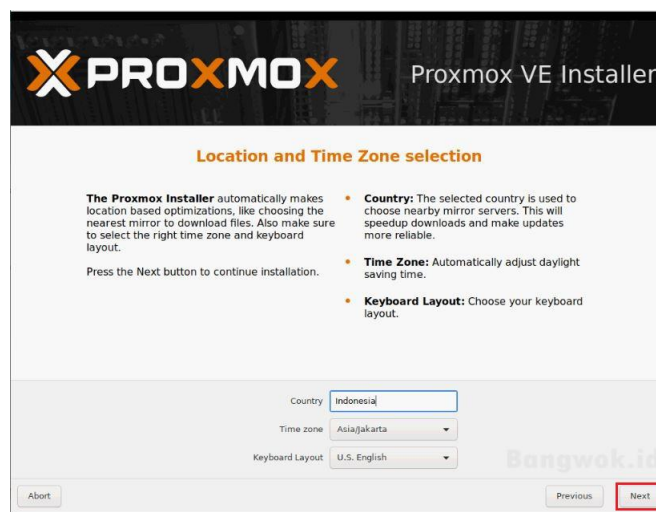 PROXMOX
Proxmox VE Installer
Location and Time Zone selection
The Proxmox Installer automatically makes
location based optimizations, like choosing the
nearest mirror to download files. Also make sure
to select the right time zone and keyboard
layout.
Press the Next button to continue installation.
• Country: The selected country is used to
choose nearby mirror servers. This will
speedup downloads and make updates
more reliable.
• Time Zone: Automatically adjust daylight
saving time.
• Keyboard Layout: Choose your keyboard
layout.
Country Indonesia
Time zone Asia/Jakarta
Keyboard Layout U.S. English
Bangwok.id
Abort Previous Next